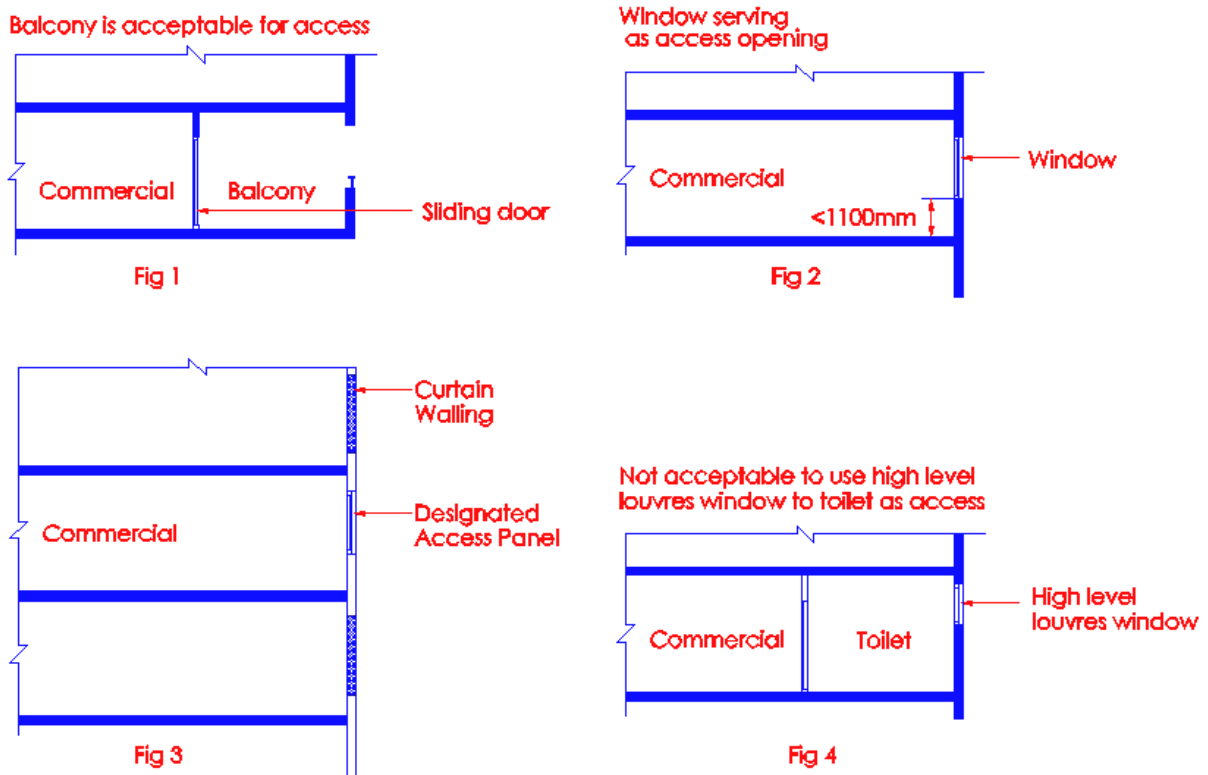 Balcony is acceptable for access
Commercial
Balcony
Sliding door
Fig 1
Window serving
as access opening
Commercial
Window
<1100mm
Fig 2
Curtain
Walling
Commercial
Designated
Access Panel
Fig 3
Not acceptable to use high level
louvres window to toilet as access
Commercial
Toilet
High level
louvres window
Fig 4